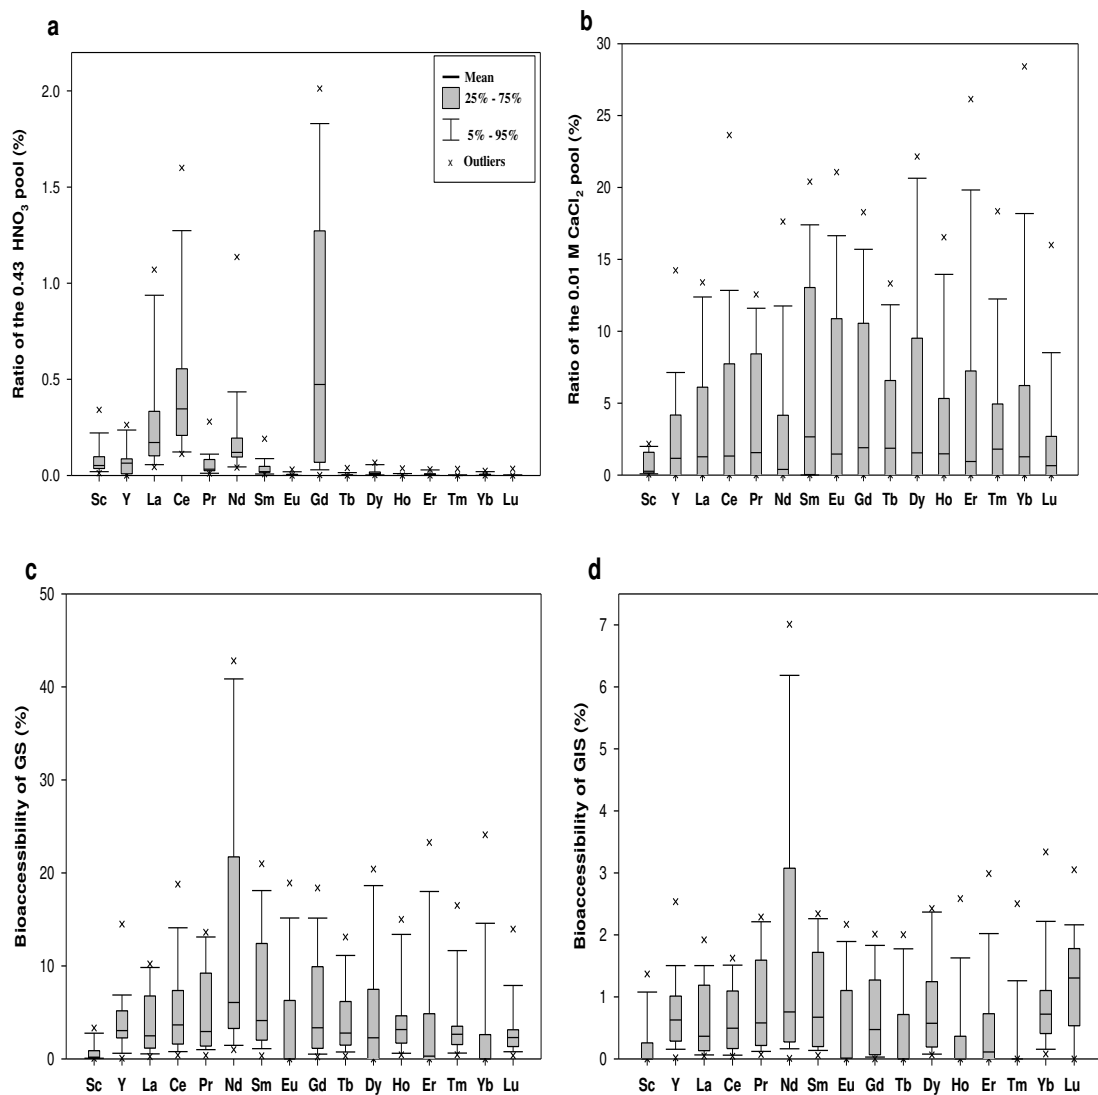 a
Ratio of the 0.43 HNO3 pool (%)
2.0
1.5
1.0
0.5
0.0
Mean
25% - 75%
5% - 95%
x Outliers
Sc Y La Ce Pr Nd Sm Eu Gd Tb Dy Ho Er Tm Yb Lu
b
Ratio of the 0.01 M CaCl2 pool (%)
30
25
20
15
10
5
0
Sc Y La Ce Pr Nd Sm Eu Gd Tb Dy Ho Er Tm Yb Lu
c
Bioaccessibility of GS (%)
50
40
30
20
10
0
Sc Y La Ce Pr Nd Sm Eu Gd Tb Dy Ho Er Tm Yb Lu
d
Bioaccessibility of GIS (%)
7
6
5
4
3
2
1
0
Sc Y La Ce Pr Nd Sm Eu Gd Tb Dy Ho Er Tm Yb Lu